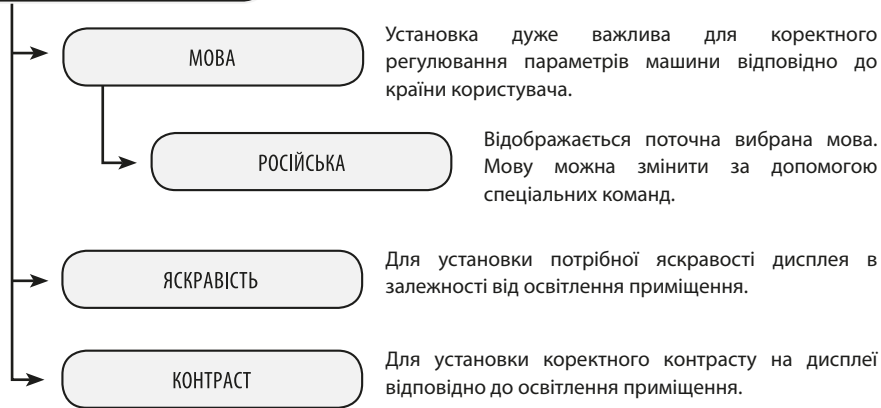 МОВА
Установка дуже важлива для коректного
регулювання параметрів машини відповідно до
країни користувача.
РОСІЙСЬКА
Відображається поточна вибрана мова.
Мову можна змінити за допомогою
спеціальних команд.
ЯСКРАВІСТЬ
Для установки потрібної яскравості дисплея в
залежності від освітлення приміщення.
КОНТРАСТ
Для установки коректного контрасту на дисплеї
відповідно до освітлення приміщення.